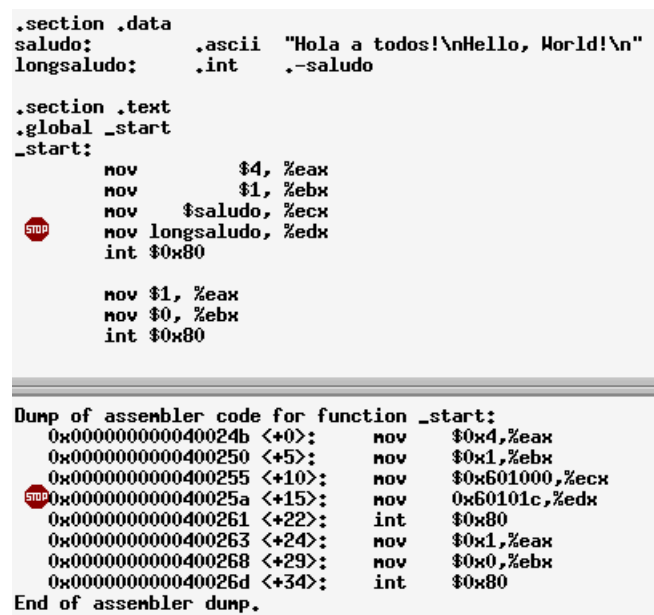 .section .data
saludo: .ascii "Hola a todos!\nHello, World!\n"
longsaludo: .int .-saludo
.section .text
.global _start
_start:
mov $4, %eax
mov $1, %ebx
mov $saludo, %ecx
STOP mov longsaludo, %edx
int $0x80
mov $1, %eax
mov $0, %ebx
int $0x80
Dump of assembler code for function _start:
0x000000000040024b <+0>: mov $0x4,%eax
0x0000000000400250 <+5>: mov $0x1,%ebx
0x0000000000400255 <+10>: mov $0x601000,%ecx
STOP 0x000000000040025a <+15>: mov 0x60101c,%edx
0x0000000000400261 <+22>: int $0x80
0x0000000000400263 <+24>: mov $0x1,%eax
0x0000000000400268 <+29>: mov $0x0,%ebx
0x000000000040026d <+34>: int $0x80
End of assembler dump.